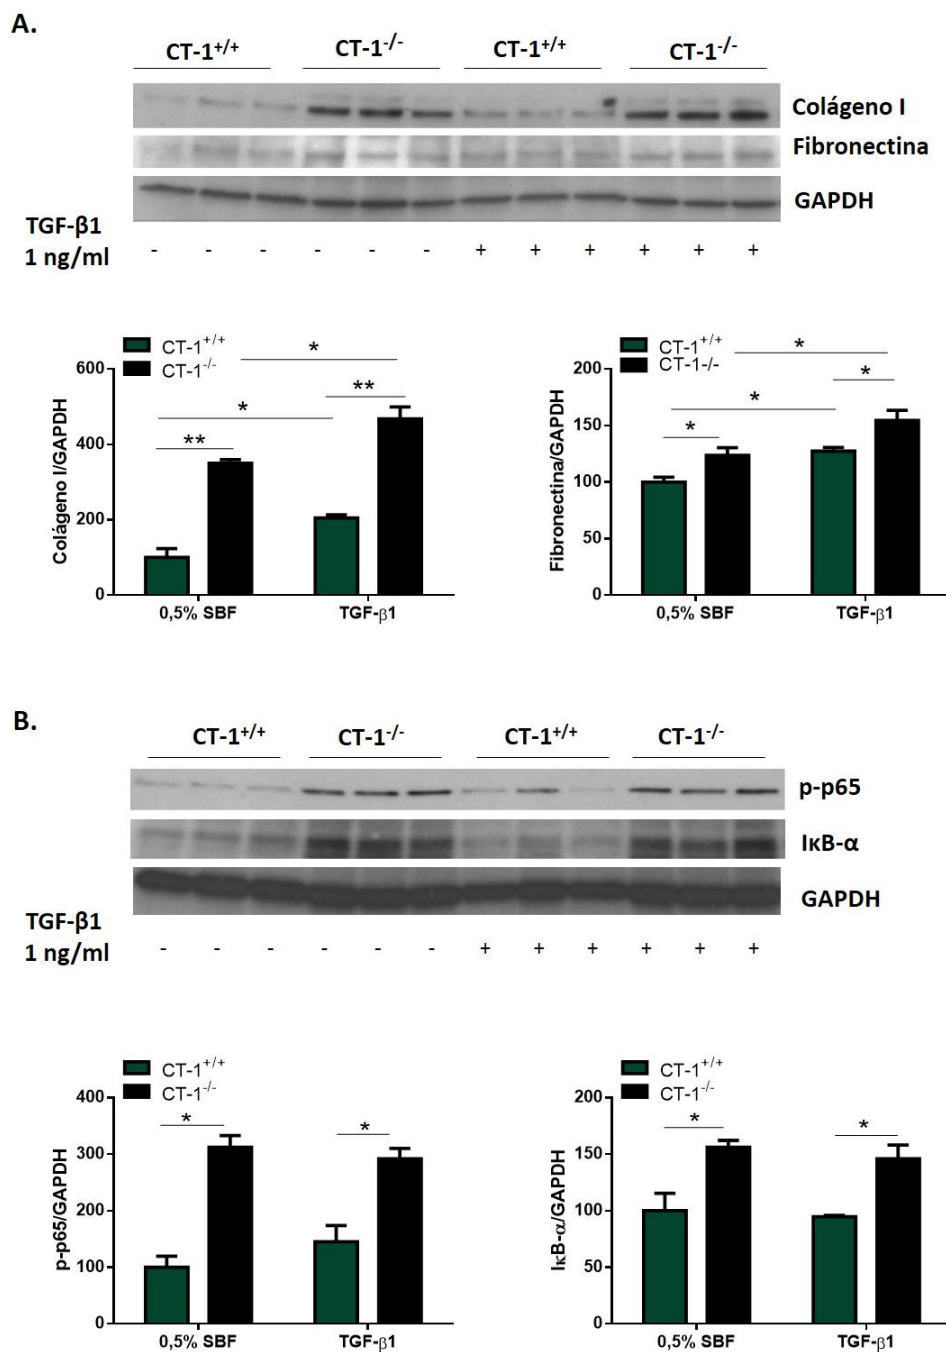 A.
CT-1+/+ CT-1-/- CT-1+/+ CT-1-/-
Colágeno I
Fibronectina
GAPDH
TGF-β1
1 ng/ml - - - - - - + + + + + +
CT-1+/+
CT-1-/-
Colágeno I/GAPDH
600
400
200
0
*
**
*
**
0,5% SBF TGF-β1
CT-1+/+
CT-1-/-
Fibronectina/GAPDH
200
150
100
50
0
*
*
*
*
0,5% SBF TGF-β1
B.
CT-1+/+ CT-1-/- CT-1+/+ CT-1-/-
p-p65
IκB-α
GAPDH
TGF-β1
1 ng/ml - - - - - - + + + + + +
CT-1+/+
CT-1-/-
p-p65/GAPDH
400
300
200
100
0
* *
0,5% SBF TGF-β1
CT-1+/+
CT-1-/-
IκB-α/GAPDH
200
150
100
50
0
* *
0,5% SBF TGF-β1